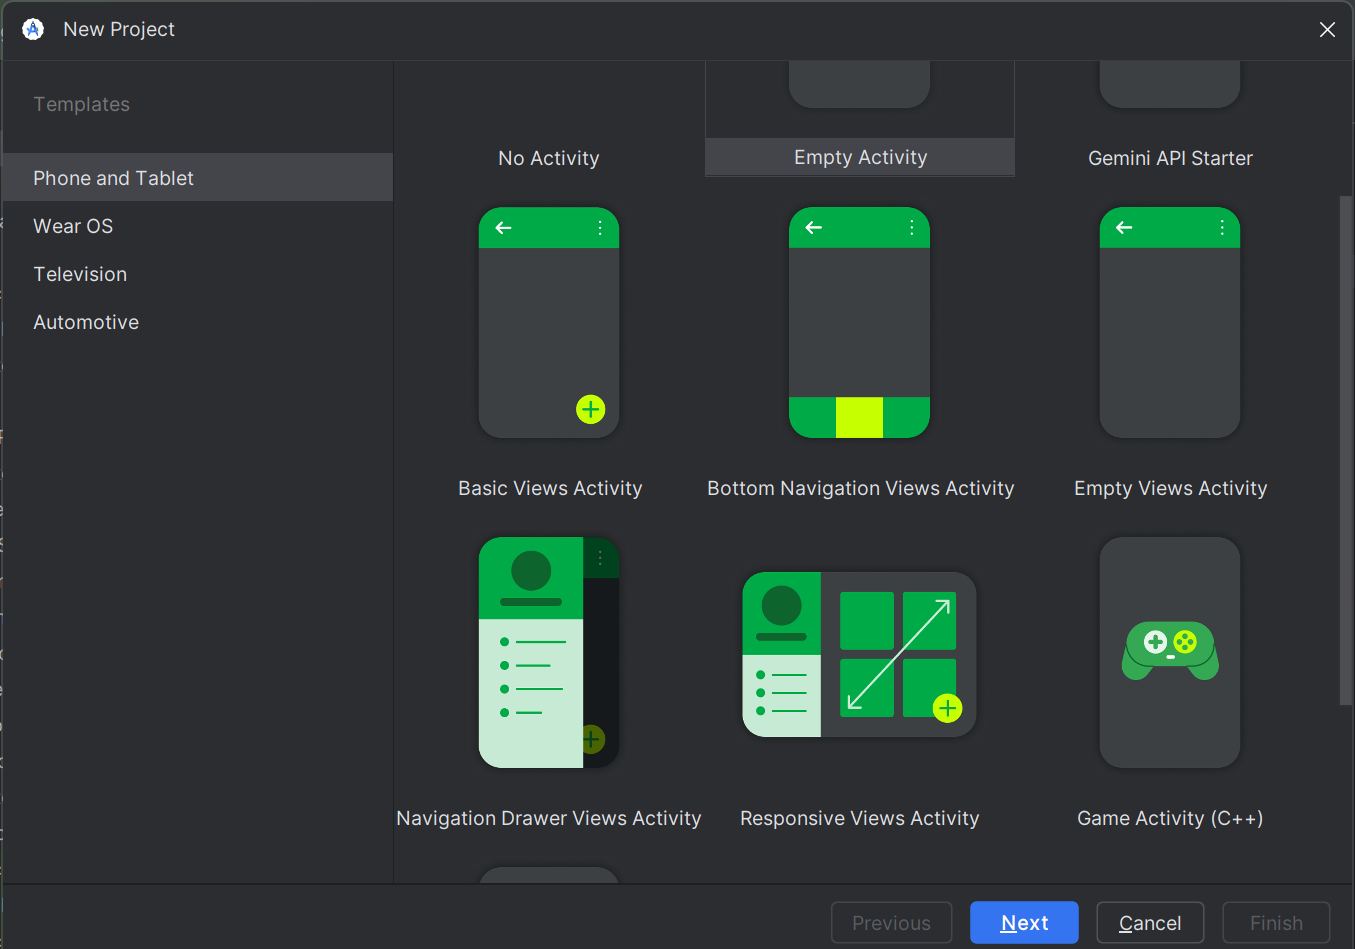 New Project
Templates
Phone and Tablet
Wear OS
Television
Automotive
No Activity
Empty Activity
Gemini API Starter
Basic Views Activity
Bottom Navigation Views Activity
Empty Views Activity
Navigation Drawer Views Activity
Responsive Views Activity
Game Activity (C++)
Previous
Next
Cancel
Finish